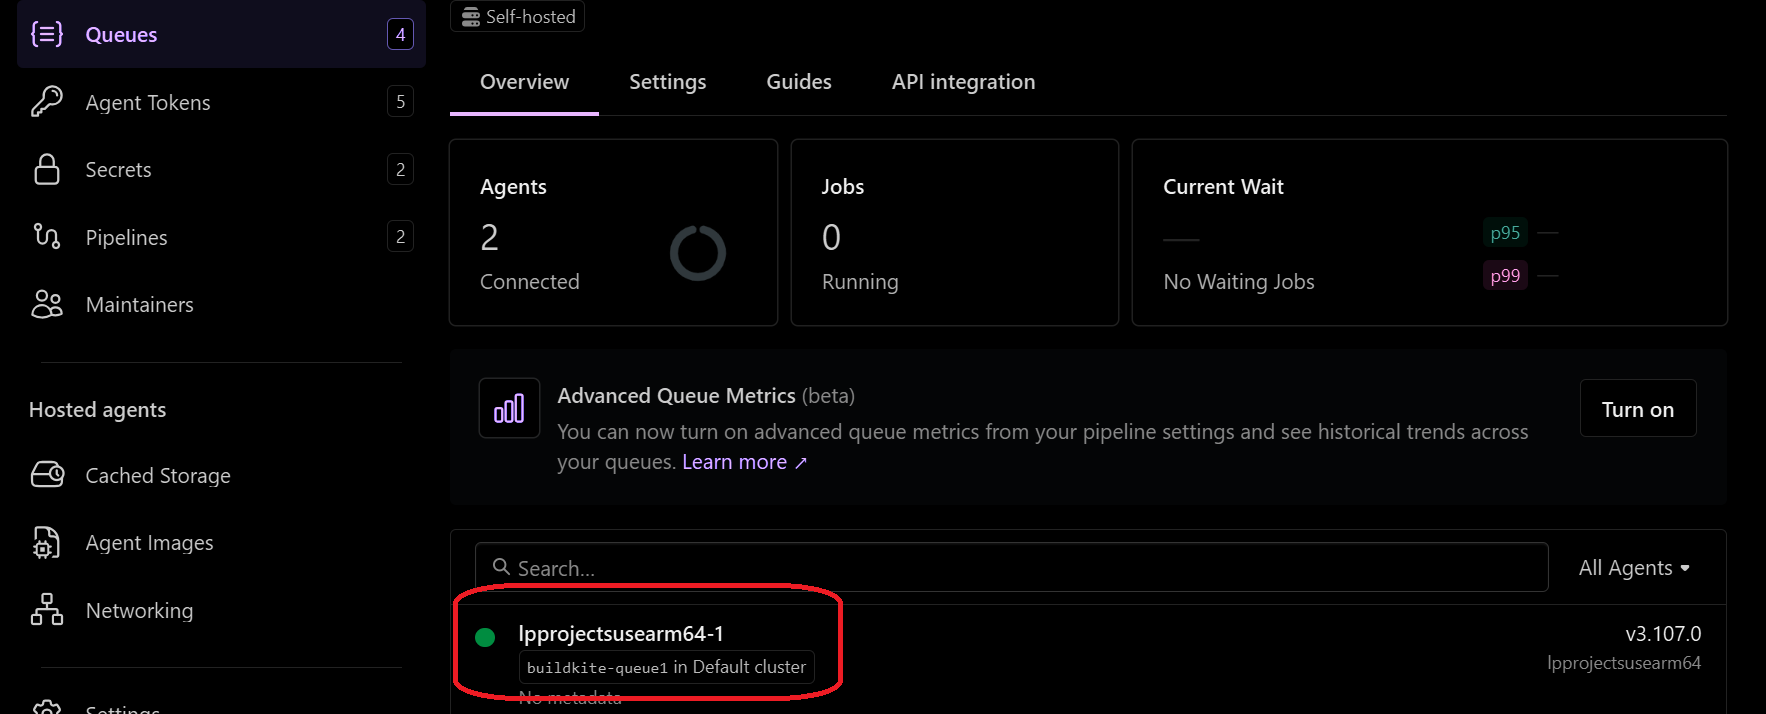 Queues 4
Agent Tokens 5
Secrets 2
Pipelines 2
Maintainers
Hosted agents
Cached Storage
Agent Images
Networking
Settings
Self-hosted
Overview Settings Guides API integration
Agents
2
Connected
Jobs
0
Running
Current Wait
—
No Waiting Jobs
p95 —
p99 —
Advanced Queue Metrics (beta)
You can now turn on advanced queue metrics from your pipeline settings and see historical trends across
your queues. Learn more ↗
Turn on
Search...
All Agents
lpprojectsusearm64-1
buildkite-queue1 in Default cluster
No metadata
v3.107.0
lpprojectsusearm64